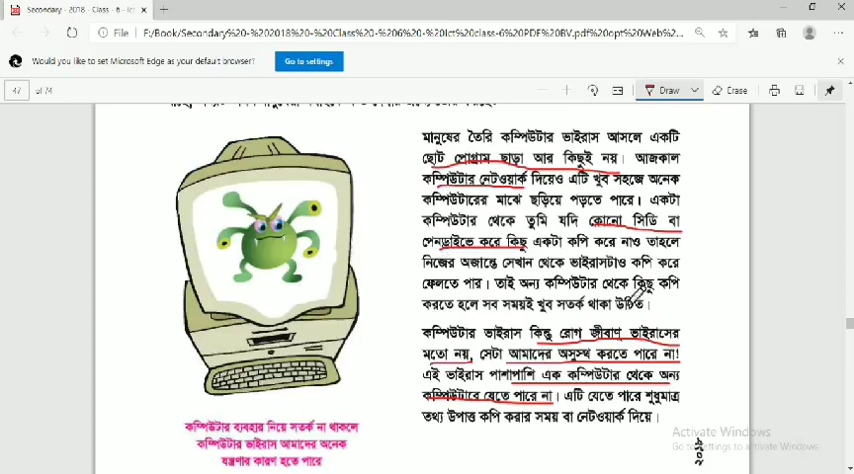 Secondary - 2018 - Class - 6 - Ict
File F:/Book/Secondary%20-%202018%20-%20Class%20-%206%20-%20Ict%20class-6%20PDF%20BV.pdf%20opt%20Web%2...
Would you like to set Microsoft Edge as your default browser?
Go to settings
47 of 74
Draw
Erase
মানুষের তৈরি কম্পিউটার ভাইরাস আসলে একটি
ছোট প্রোগ্রাম ছাড়া আর কিছুই নয়। আজকাল
কম্পিউটার নেটওয়ার্ক দিয়েও এটি খুব সহজে অনেক
কম্পিউটারের মাঝে ছড়িয়ে পড়তে পারে। একটা
কম্পিউটার থেকে তুমি যদি কোনো সিডি বা
পেনড্রাইভে করে কিছু একটা কপি করে নাও তাহলে
নিজের অজান্তে সেখান থেকে ভাইরাসটাও কপি করে
ফেলতে পার। তাই অন্য কম্পিউটার থেকে কিছু কপি
করতে হলে সব সময়ই খুব সতর্ক থাকা উচিত।
কম্পিউটার ভাইরাস কিন্তু রোগ জীবাণু ভাইরাসের
মতো নয়, সেটা আমাদের অসুস্থ করতে পারে না!
এই ভাইরাস পাশাপাশি এক কম্পিউটার থেকে অন্য
কম্পিউটারে যেতে পারে না। এটি যেতে পারে শুধুমাত্র
তথ্য উপাত্ত কপি করার সময় বা নেটওয়ার্ক দিয়ে।
কম্পিউটার ব্যবহার নিয়ে সতর্ক না থাকলে
কম্পিউটার ভাইরাস আমাদের অনেক
যন্ত্রণার কারণ হতে পারে
Activate Windows
Go to Settings to activate Windows.
২০১৮